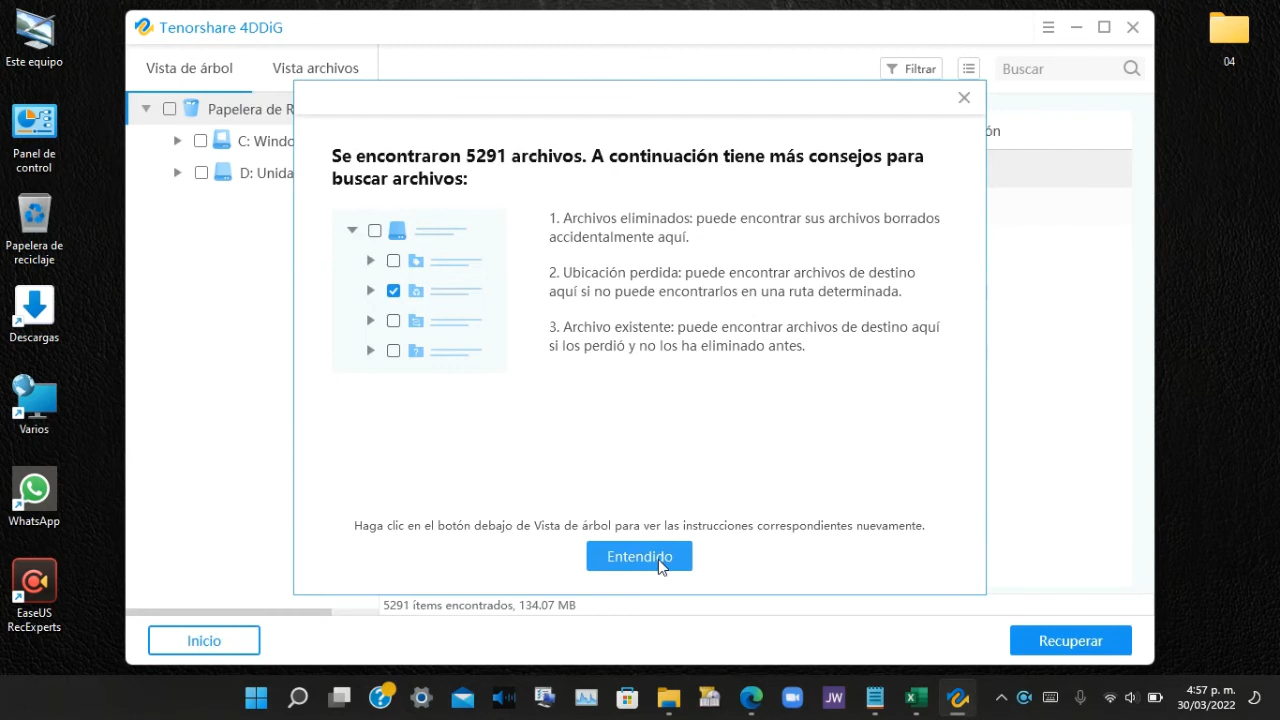 Este equipo
Panel de
control
Papelera de
reciclaje
Descargas
Varios
WhatsApp
EaseUS
RecExperts
04
Tenorshare 4DDiG
Vista de árbol
Vista archivos
Filtrar
Buscar
Papelera de R
C: Windo
D: Unida
ón
Se encontraron 5291 archivos. A continuación tiene más consejos para
buscar archivos:
1. Archivos eliminados: puede encontrar sus archivos borrados
accidentalmente aquí.
2. Ubicación perdida: puede encontrar archivos de destino
aquí si no puede encontrarlos en una ruta determinada.
3. Archivo existente: puede encontrar archivos de destino aquí
si los perdió y no los ha eliminado antes.
Haga clic en el botón debajo de Vista de árbol para ver las instrucciones correspondientes nuevamente.
Entendido
5291 ítems encontrados, 134.07 MB
Inicio
Recuperar
JW
4:57 p. m.
30/03/2022